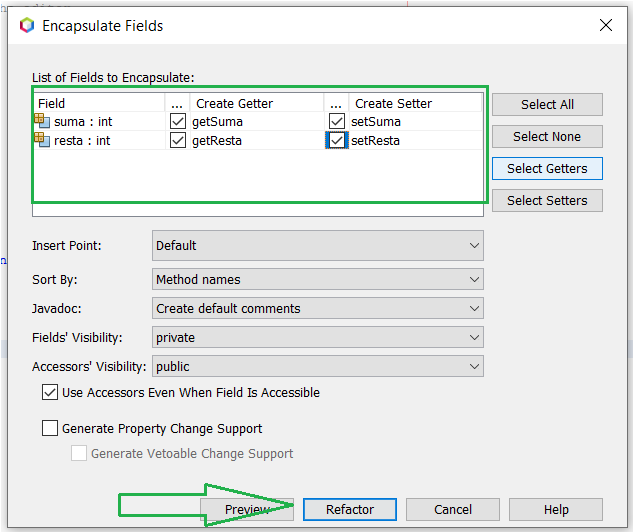 Encapsulate Fields
List of Fields to Encapsulate:
Field ... Create Getter ... Create Setter
suma : int getSuma setSuma
resta : int getResta setResta
Select All
Select None
Select Getters
Select Setters
Insert Point: Default
Sort By: Method names
Javadoc: Create default comments
Fields' Visibility: private
Accessors' Visibility: public
Use Accessors Even When Field Is Accessible
Generate Property Change Support
Generate Vetoable Change Support
Preview Refactor Cancel Help